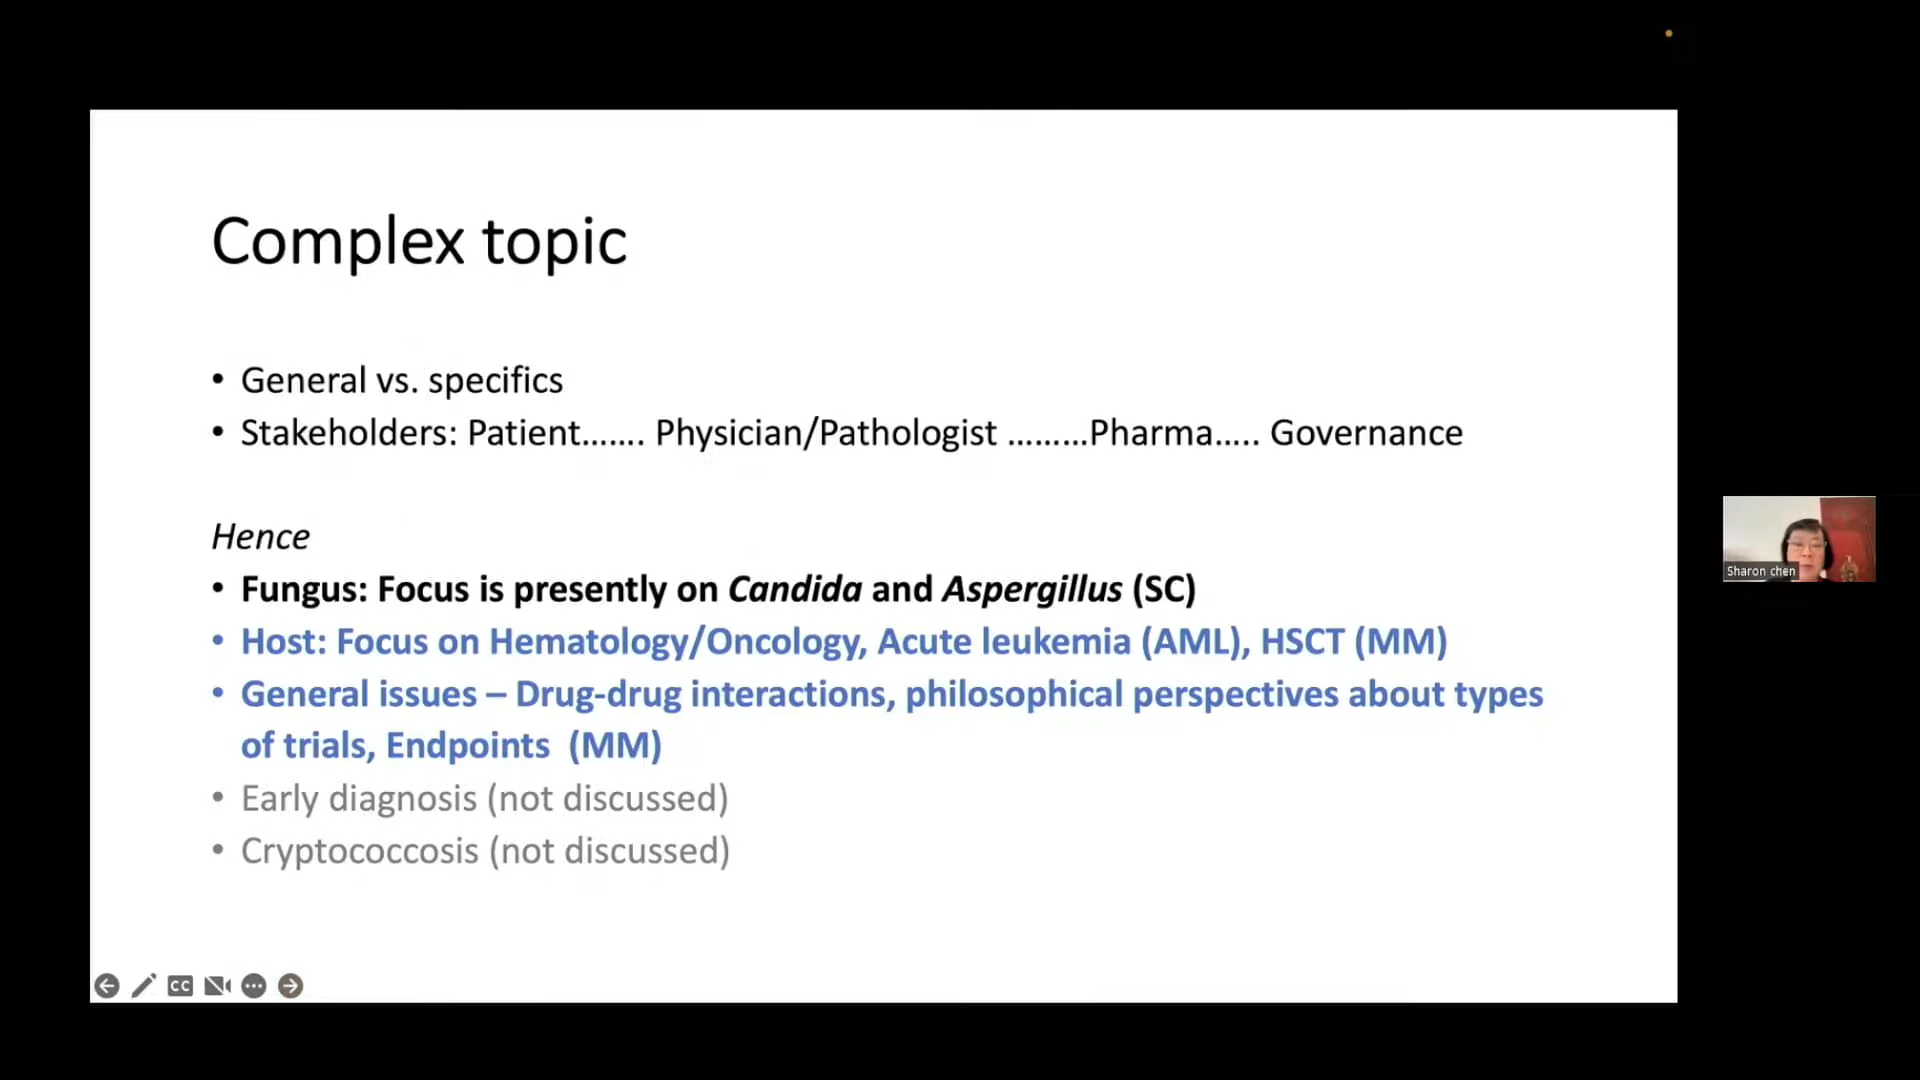 Complex topic
• General vs. specifics
• Stakeholders: Patient……. Physician/Pathologist ………Pharma….. Governance
Hence
• Fungus: Focus is presently on Candida and Aspergillus (SC)
• Host: Focus on Hematology/Oncology, Acute leukemia (AML), HSCT (MM)
• General issues – Drug-drug interactions, philosophical perspectives about types
of trials, Endpoints  (MM)
• Early diagnosis (not discussed)
• Cryptococcosis (not discussed)
CC
Sharon chen